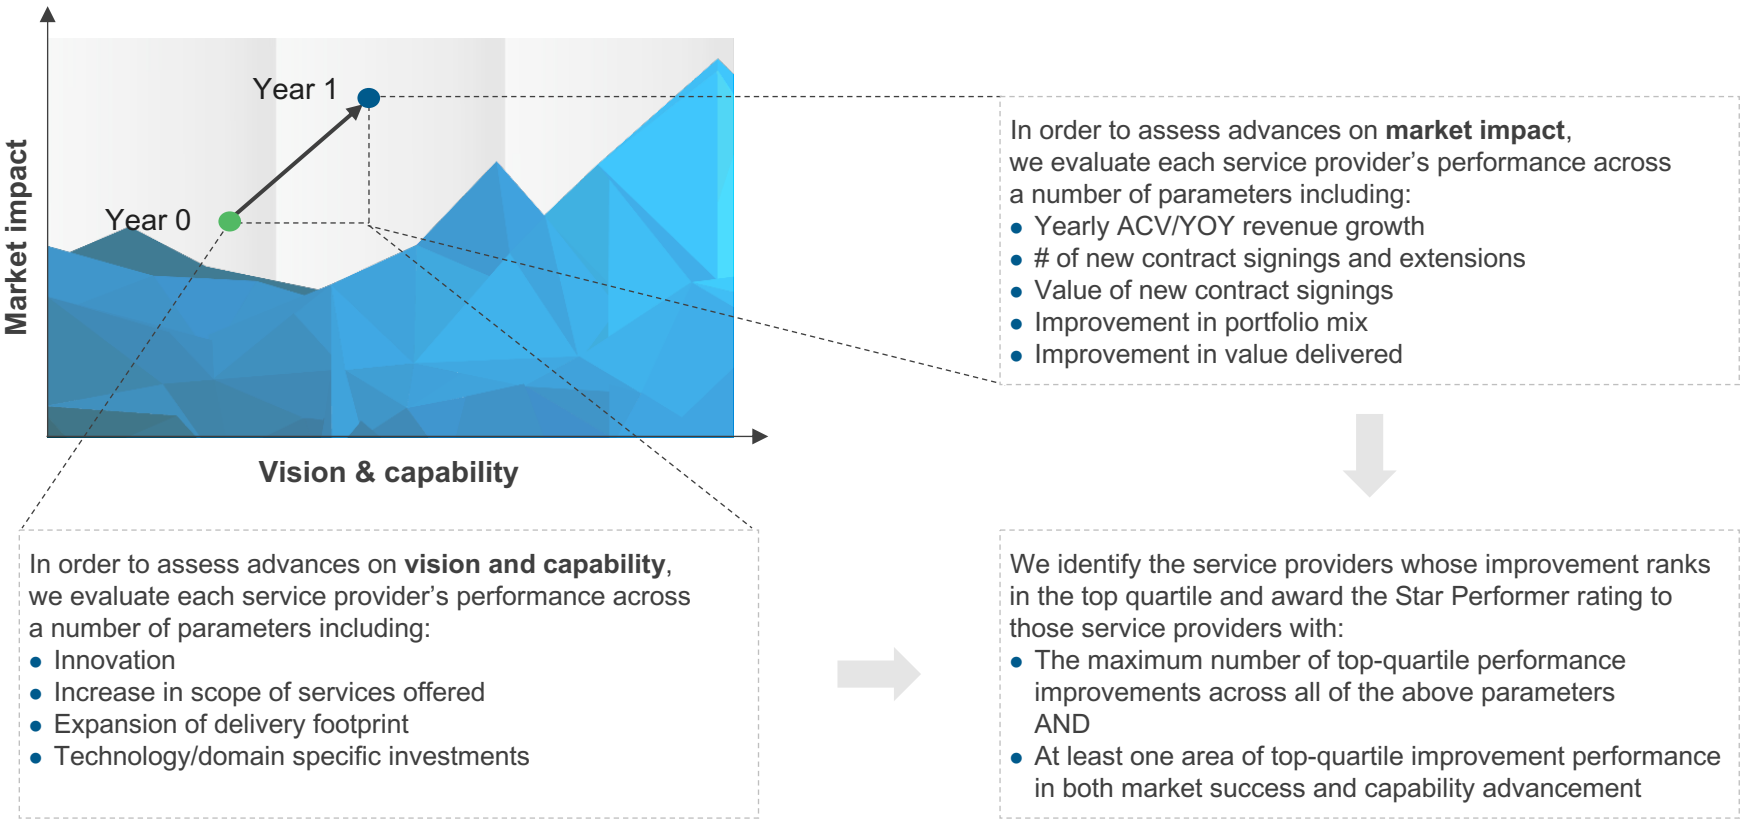 Year 1
Year 0
Market impact
Vision & capability
In order to assess advances on market impact,
we evaluate each service provider's performance across
a number of parameters including:
● Yearly ACV/YOY revenue growth
● # of new contract signings and extensions
● Value of new contract signings
● Improvement in portfolio mix
● Improvement in value delivered
In order to assess advances on vision and capability,
we evaluate each service provider's performance across
a number of parameters including:
● Innovation
● Increase in scope of services offered
● Expansion of delivery footprint
● Technology/domain specific investments
We identify the service providers whose improvement ranks
in the top quartile and award the Star Performer rating to
those service providers with:
● The maximum number of top-quartile performance
improvements across all of the above parameters
AND
● At least one area of top-quartile improvement performance
in both market success and capability advancement